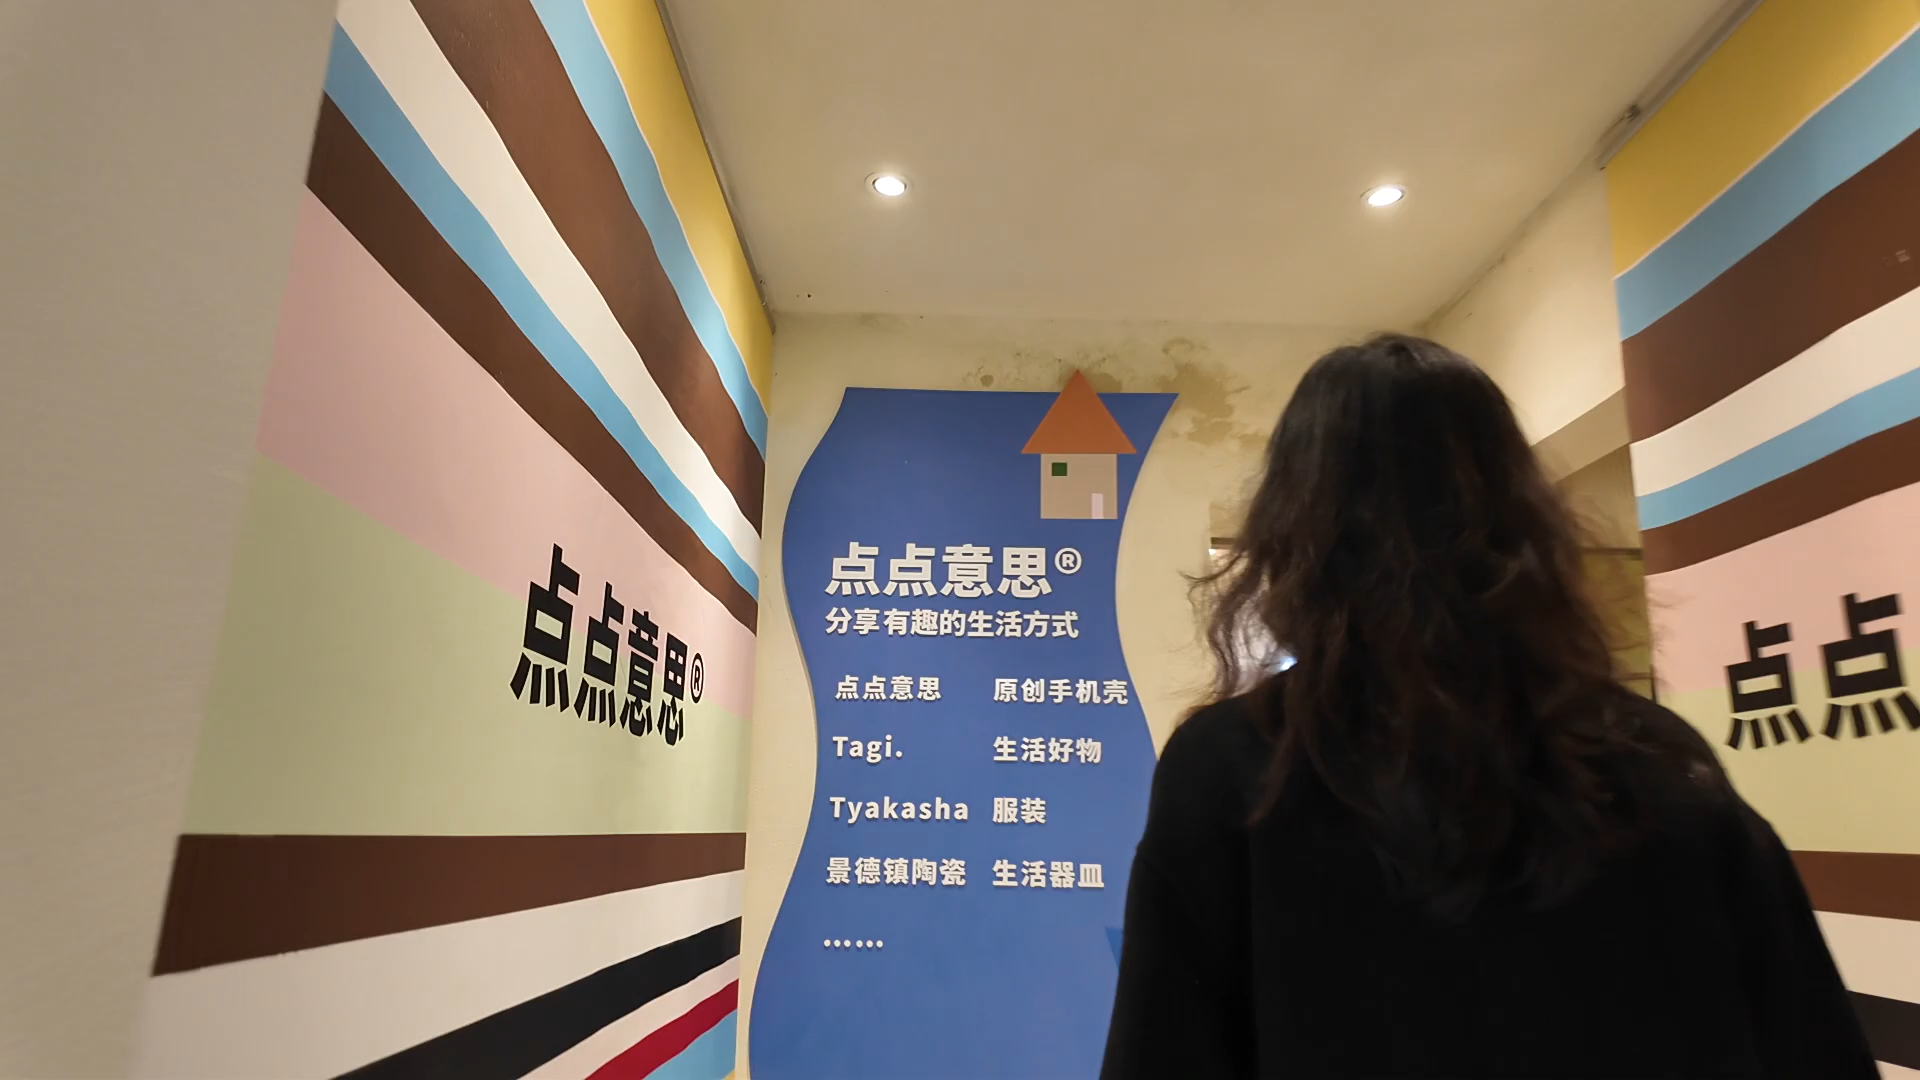 点点意思®
点点意思®
分享有趣的生活方式
点点意思 原创手机壳
Tagi. 生活好物
Tyakasha 服装
景德镇陶瓷 生活器皿
……
点点